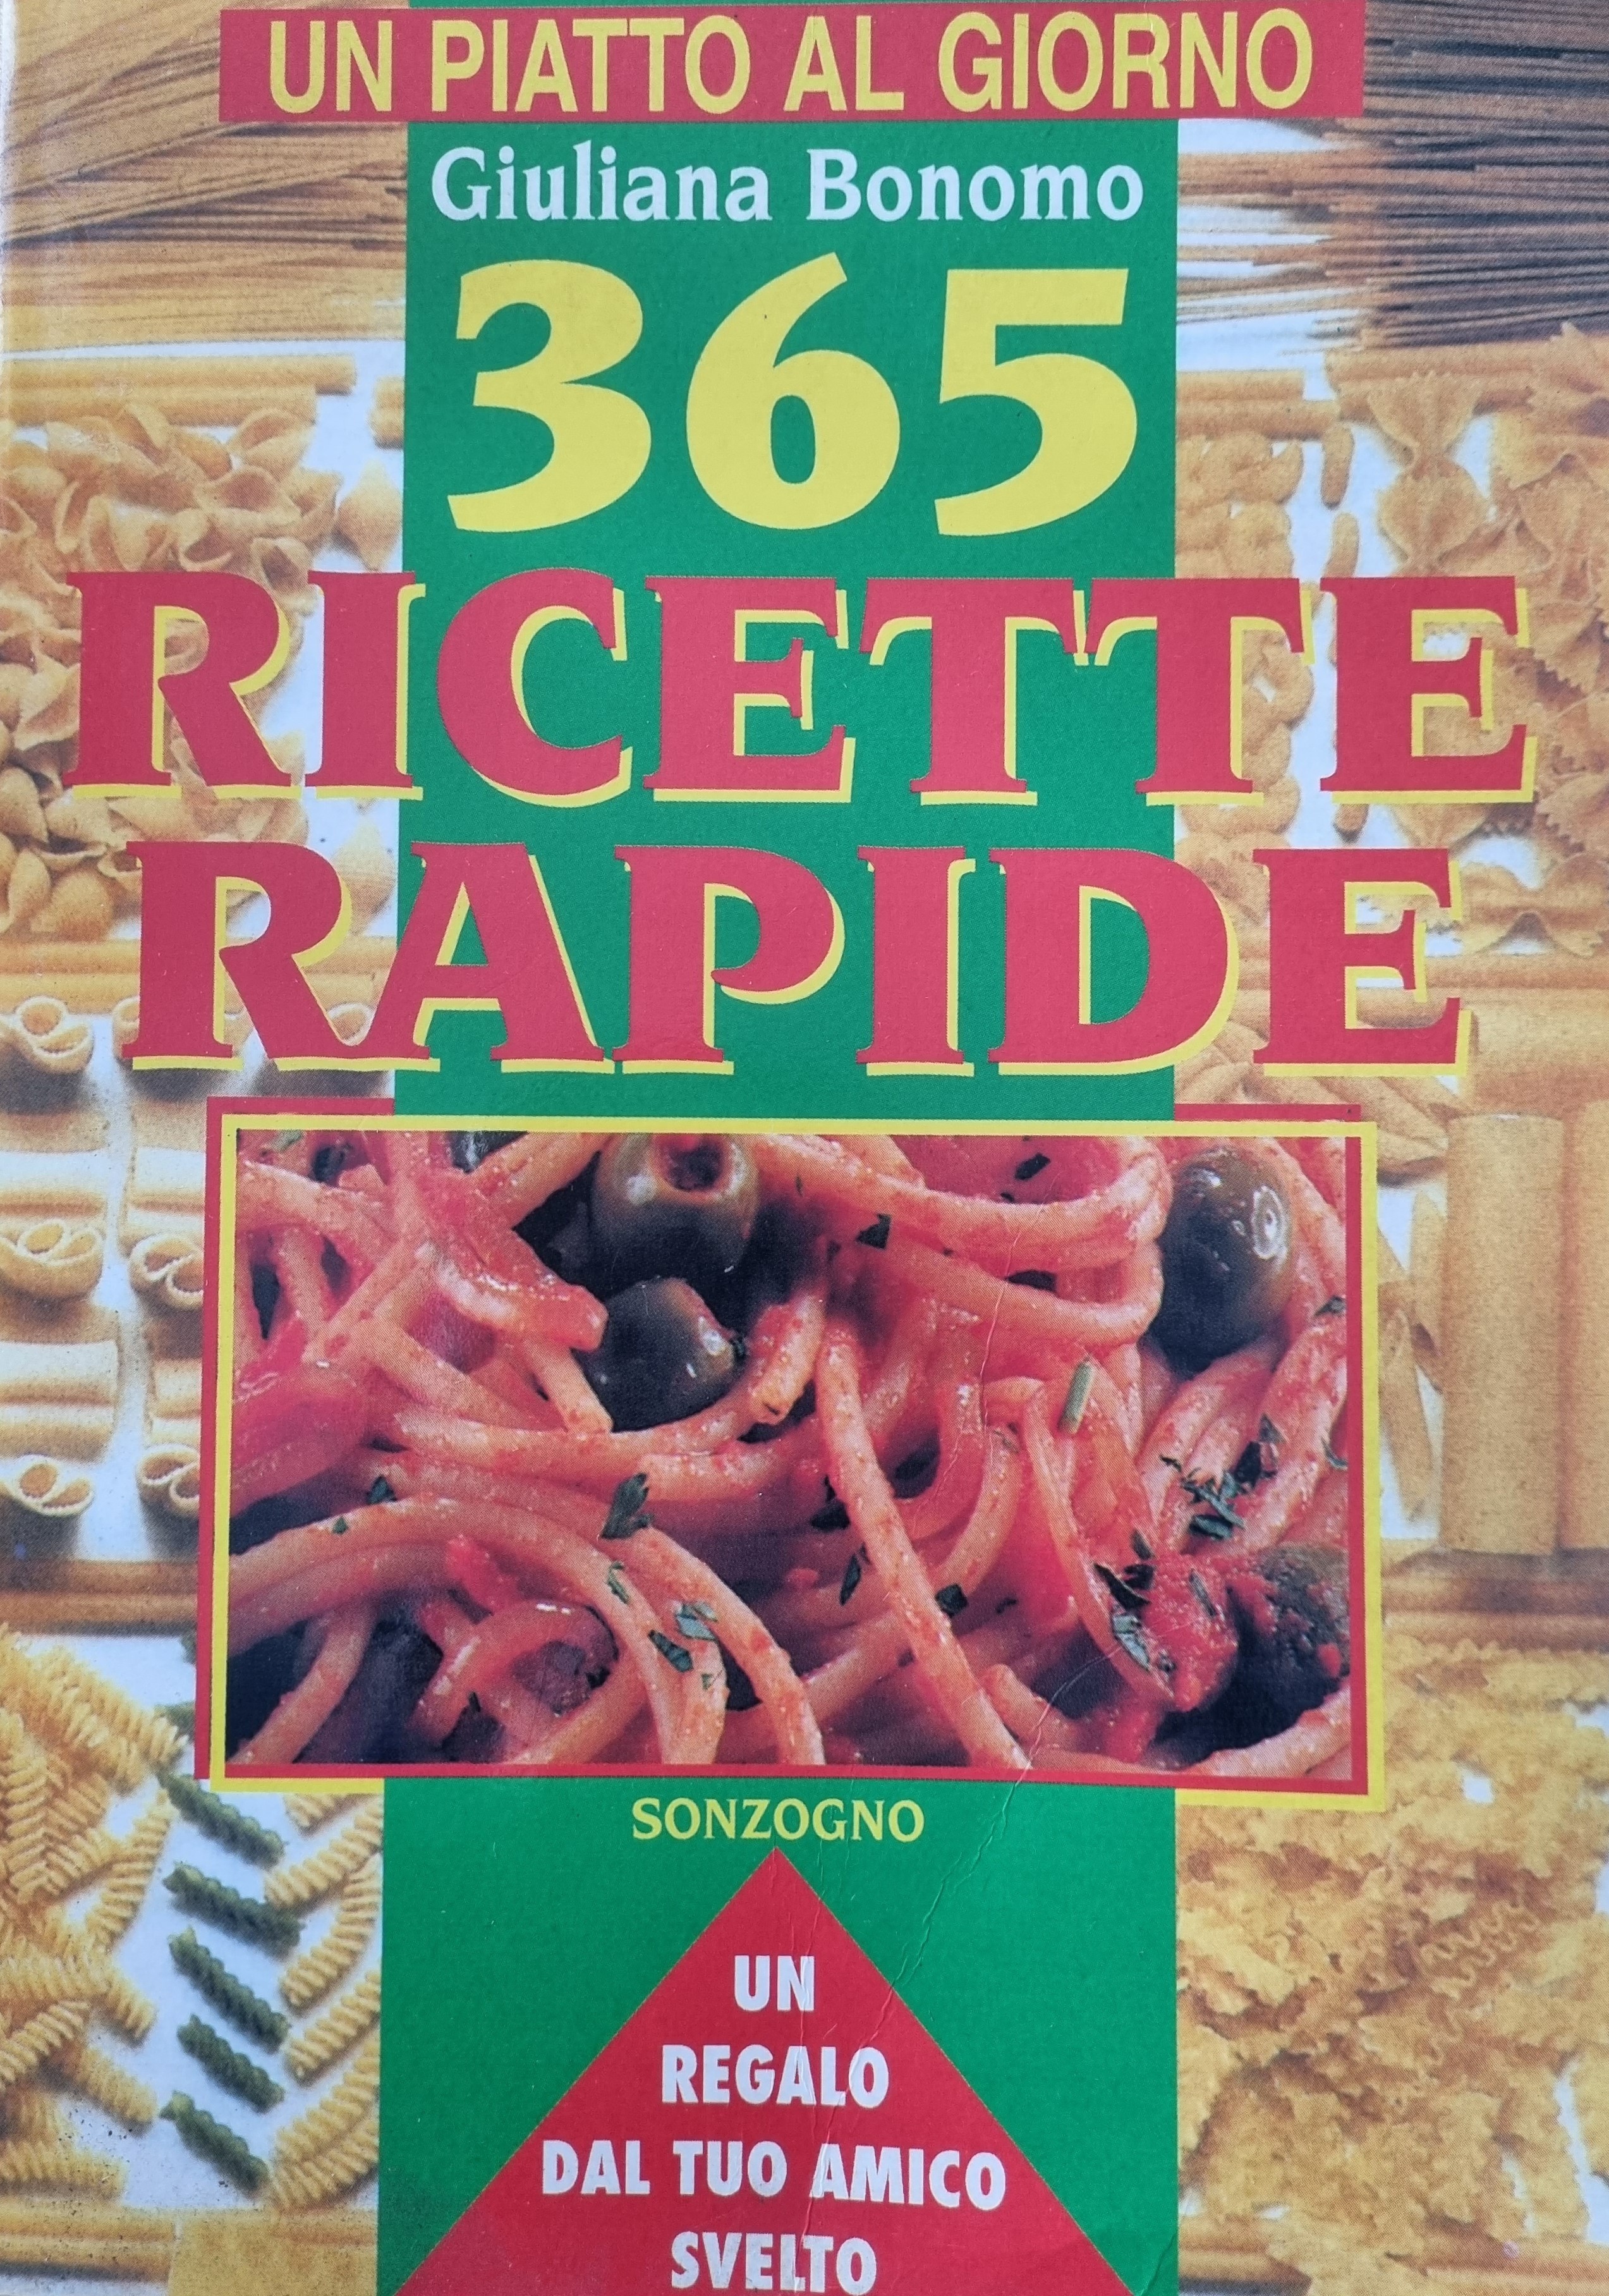 UN PIATTO AL GIORNO
Giuliana Bonomo
365
RICETTE
RAPIDE
SONZOGNO
UN
REGALO
DAL TUO AMICO
SVELTO